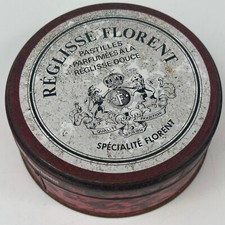 RÉGLISSE FLORENT
PASTILLES
PARFUMÉES A LA
RÉGLISSE DOUCE
F
SPÉCIALITÉ FLORENT